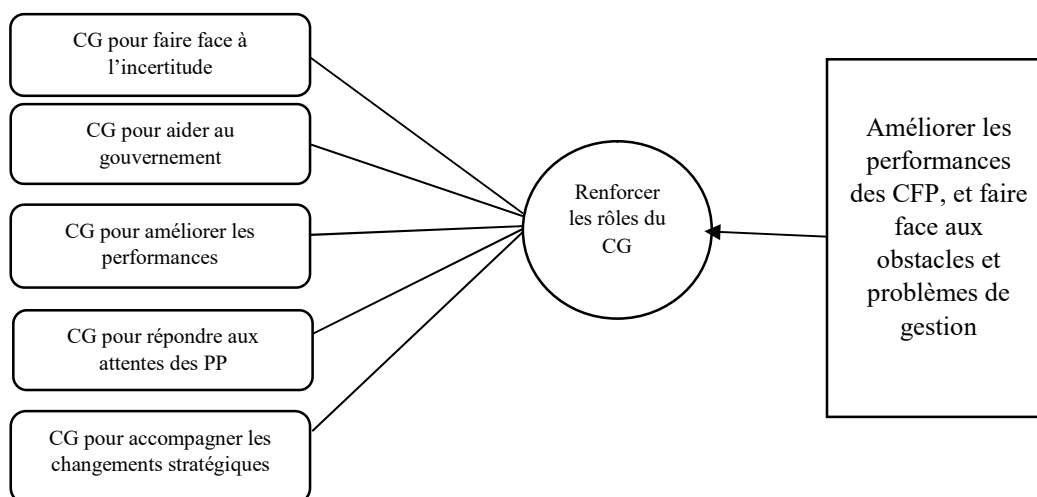 CG pour faire face à
l’incertitude
CG pour aider au
gouvernement
CG pour améliorer les
performances
CG pour répondre aux
attentes des PP
CG pour accompagner les
changements stratégiques
Renforcer
les rôles du
CG
Améliorer les
performances
des CFP, et faire
face aux
obstacles et
problèmes de
gestion